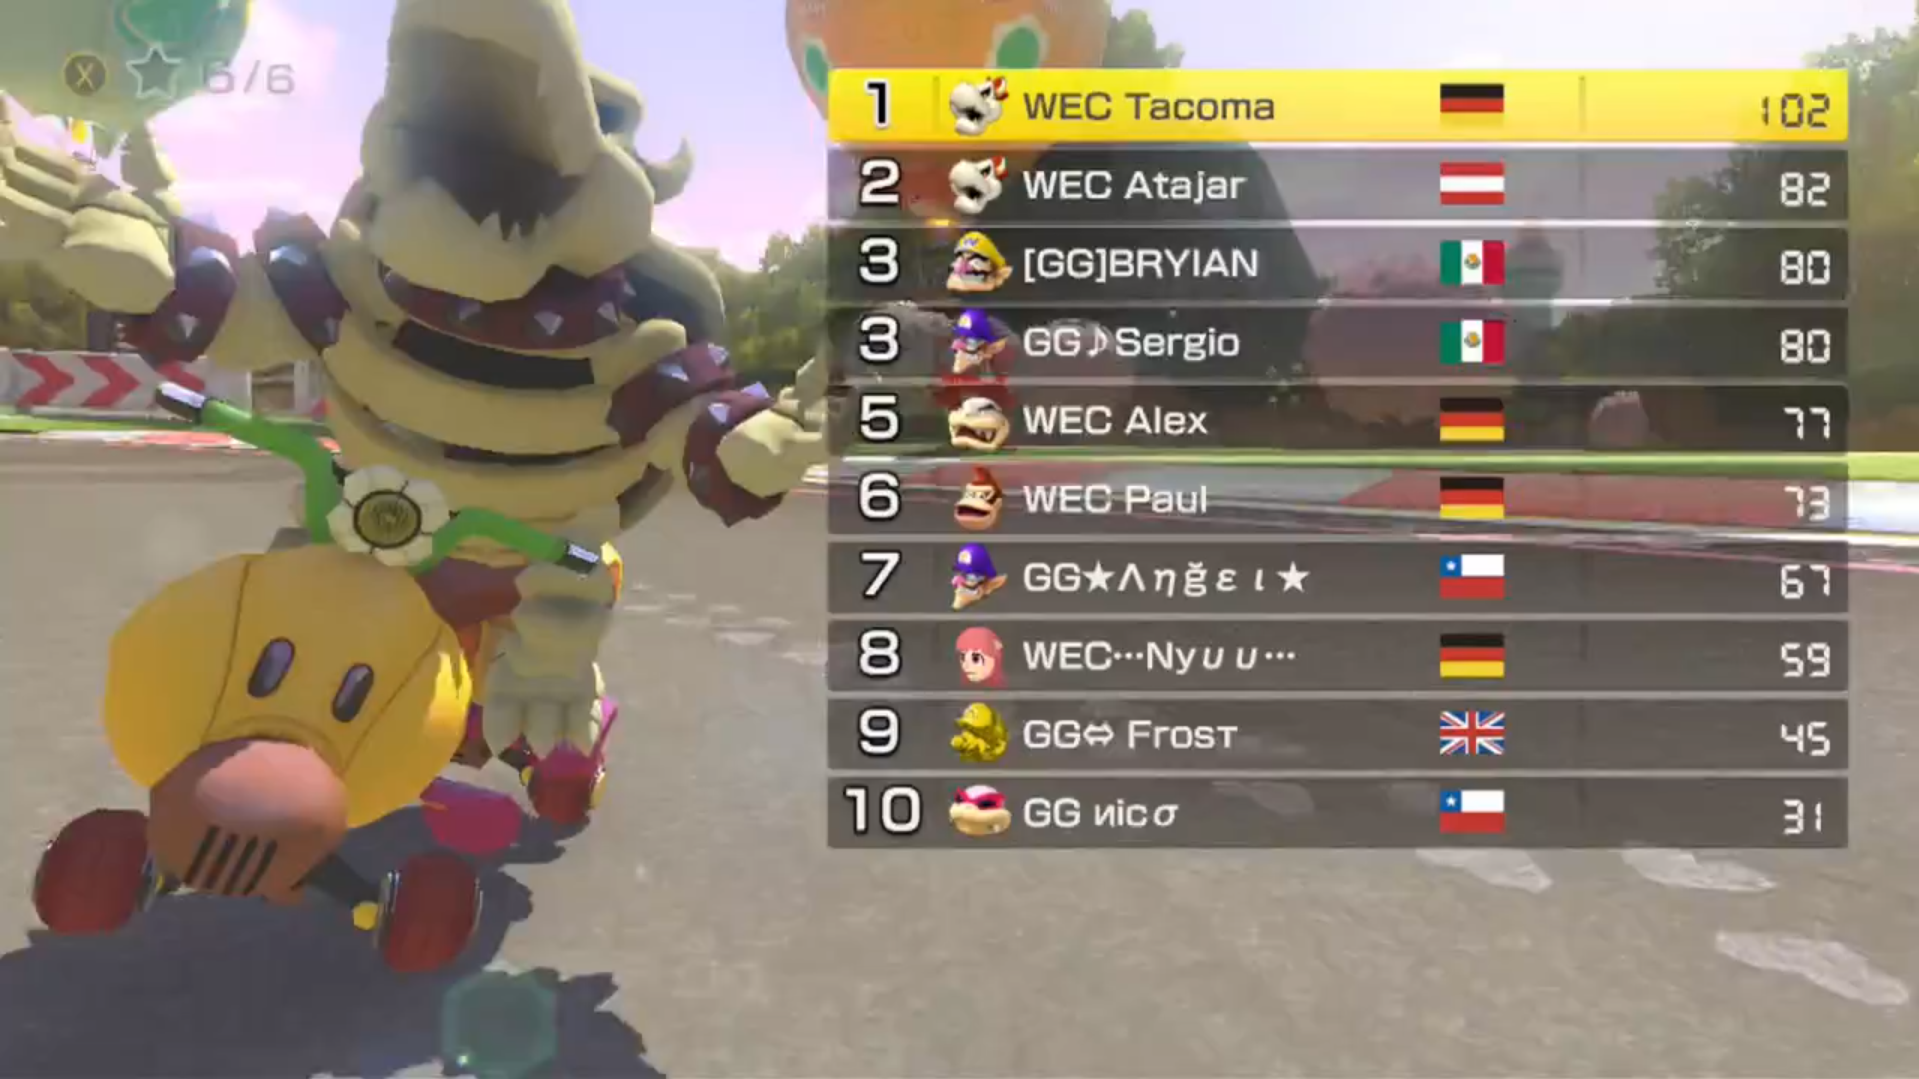 X ☆ 6/6
1 WEC Tacoma 102
2 WEC Atajar 82
3 [GG]BRYIAN 80
3 GG♪Sergio 80
5 WEC Alex 77
6 WEC Paul 73
7 GG★Ληğει★ 67
8 WEC…Nyυυ… 59
9 GG⇔ Frosт 45
10 GG иicσ 31